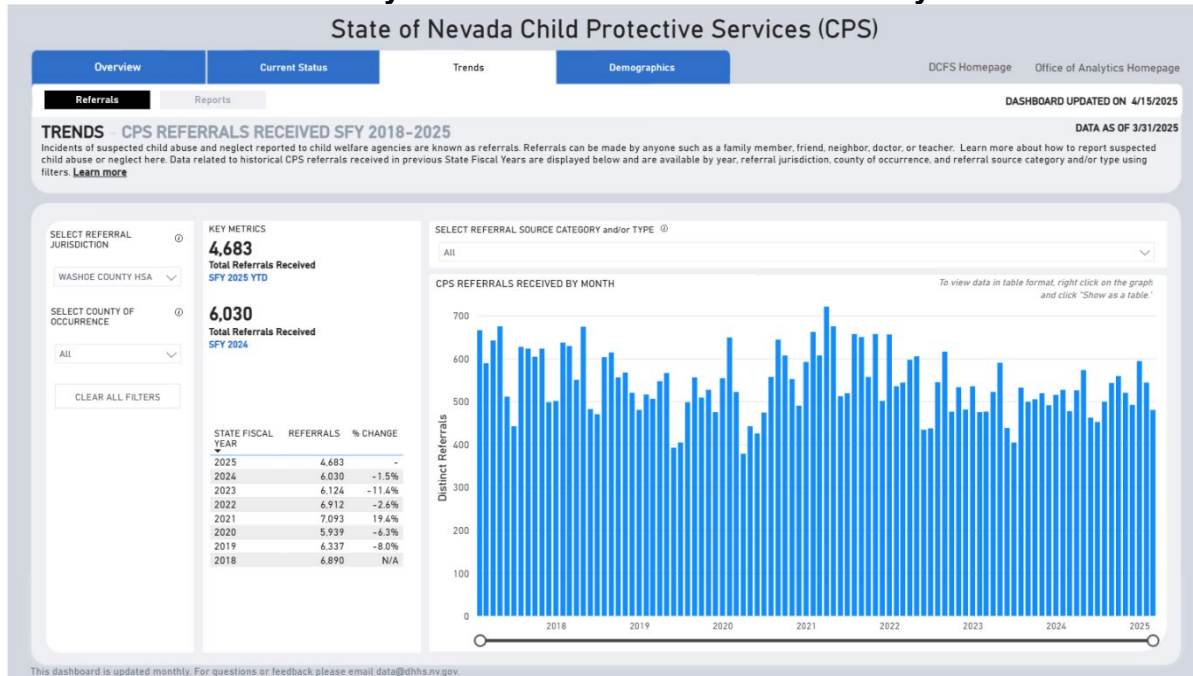 State of Nevada Child Protective Services (CPS)
Overview
Current Status
Trends
Demographics
DCFS Homepage
Office of Analytics Homepage
Referrals
Reports
DASHBOARD UPDATED ON 4/15/2025
TRENDS - CPS REFERRALS RECEIVED SFY 2018-2025
DATA AS OF 3/31/2025
Incidents of suspected child abuse and neglect reported to child welfare agencies are known as referrals. Referrals can be made by anyone such as a family member, friend, neighbor, doctor, or teacher. Learn more about how to report suspected
child abuse or neglect here. Data related to historical CPS referrals received in previous State Fiscal Years are displayed below and are available by year, referral jurisdiction, county of occurrence, and referral source category and/or type using
filters. Learn more
SELECT REFERRAL
JURISDICTION
WASHOE COUNTY HSA
SELECT COUNTY OF
OCCURRENCE
All
CLEAR ALL FILTERS
KEY METRICS
4,683
Total Referrals Received
SFY 2025 YTD
6,030
Total Referrals Received
SFY 2024
STATE FISCAL YEAR REFERRALS % CHANGE
2025 4,683 -
2024 6,030 -1.5%
2023 6,124 -11.4%
2022 6,912 -2.6%
2021 7,093 19.4%
2020 5,939 -6.3%
2019 6,337 -8.0%
2018 6,890 N/A
SELECT REFERRAL SOURCE CATEGORY and/or TYPE
All
CPS REFERRALS RECEIVED BY MONTH
To view data in table format, right click on the graph
and click "Show as a table."
Distinct Referrals
700
600
500
400
300
200
100
0
2018 2019 2020 2021 2022 2023 2024 2025
This dashboard is updated monthly. For questions or feedback please email data@dhhs.nv.gov.